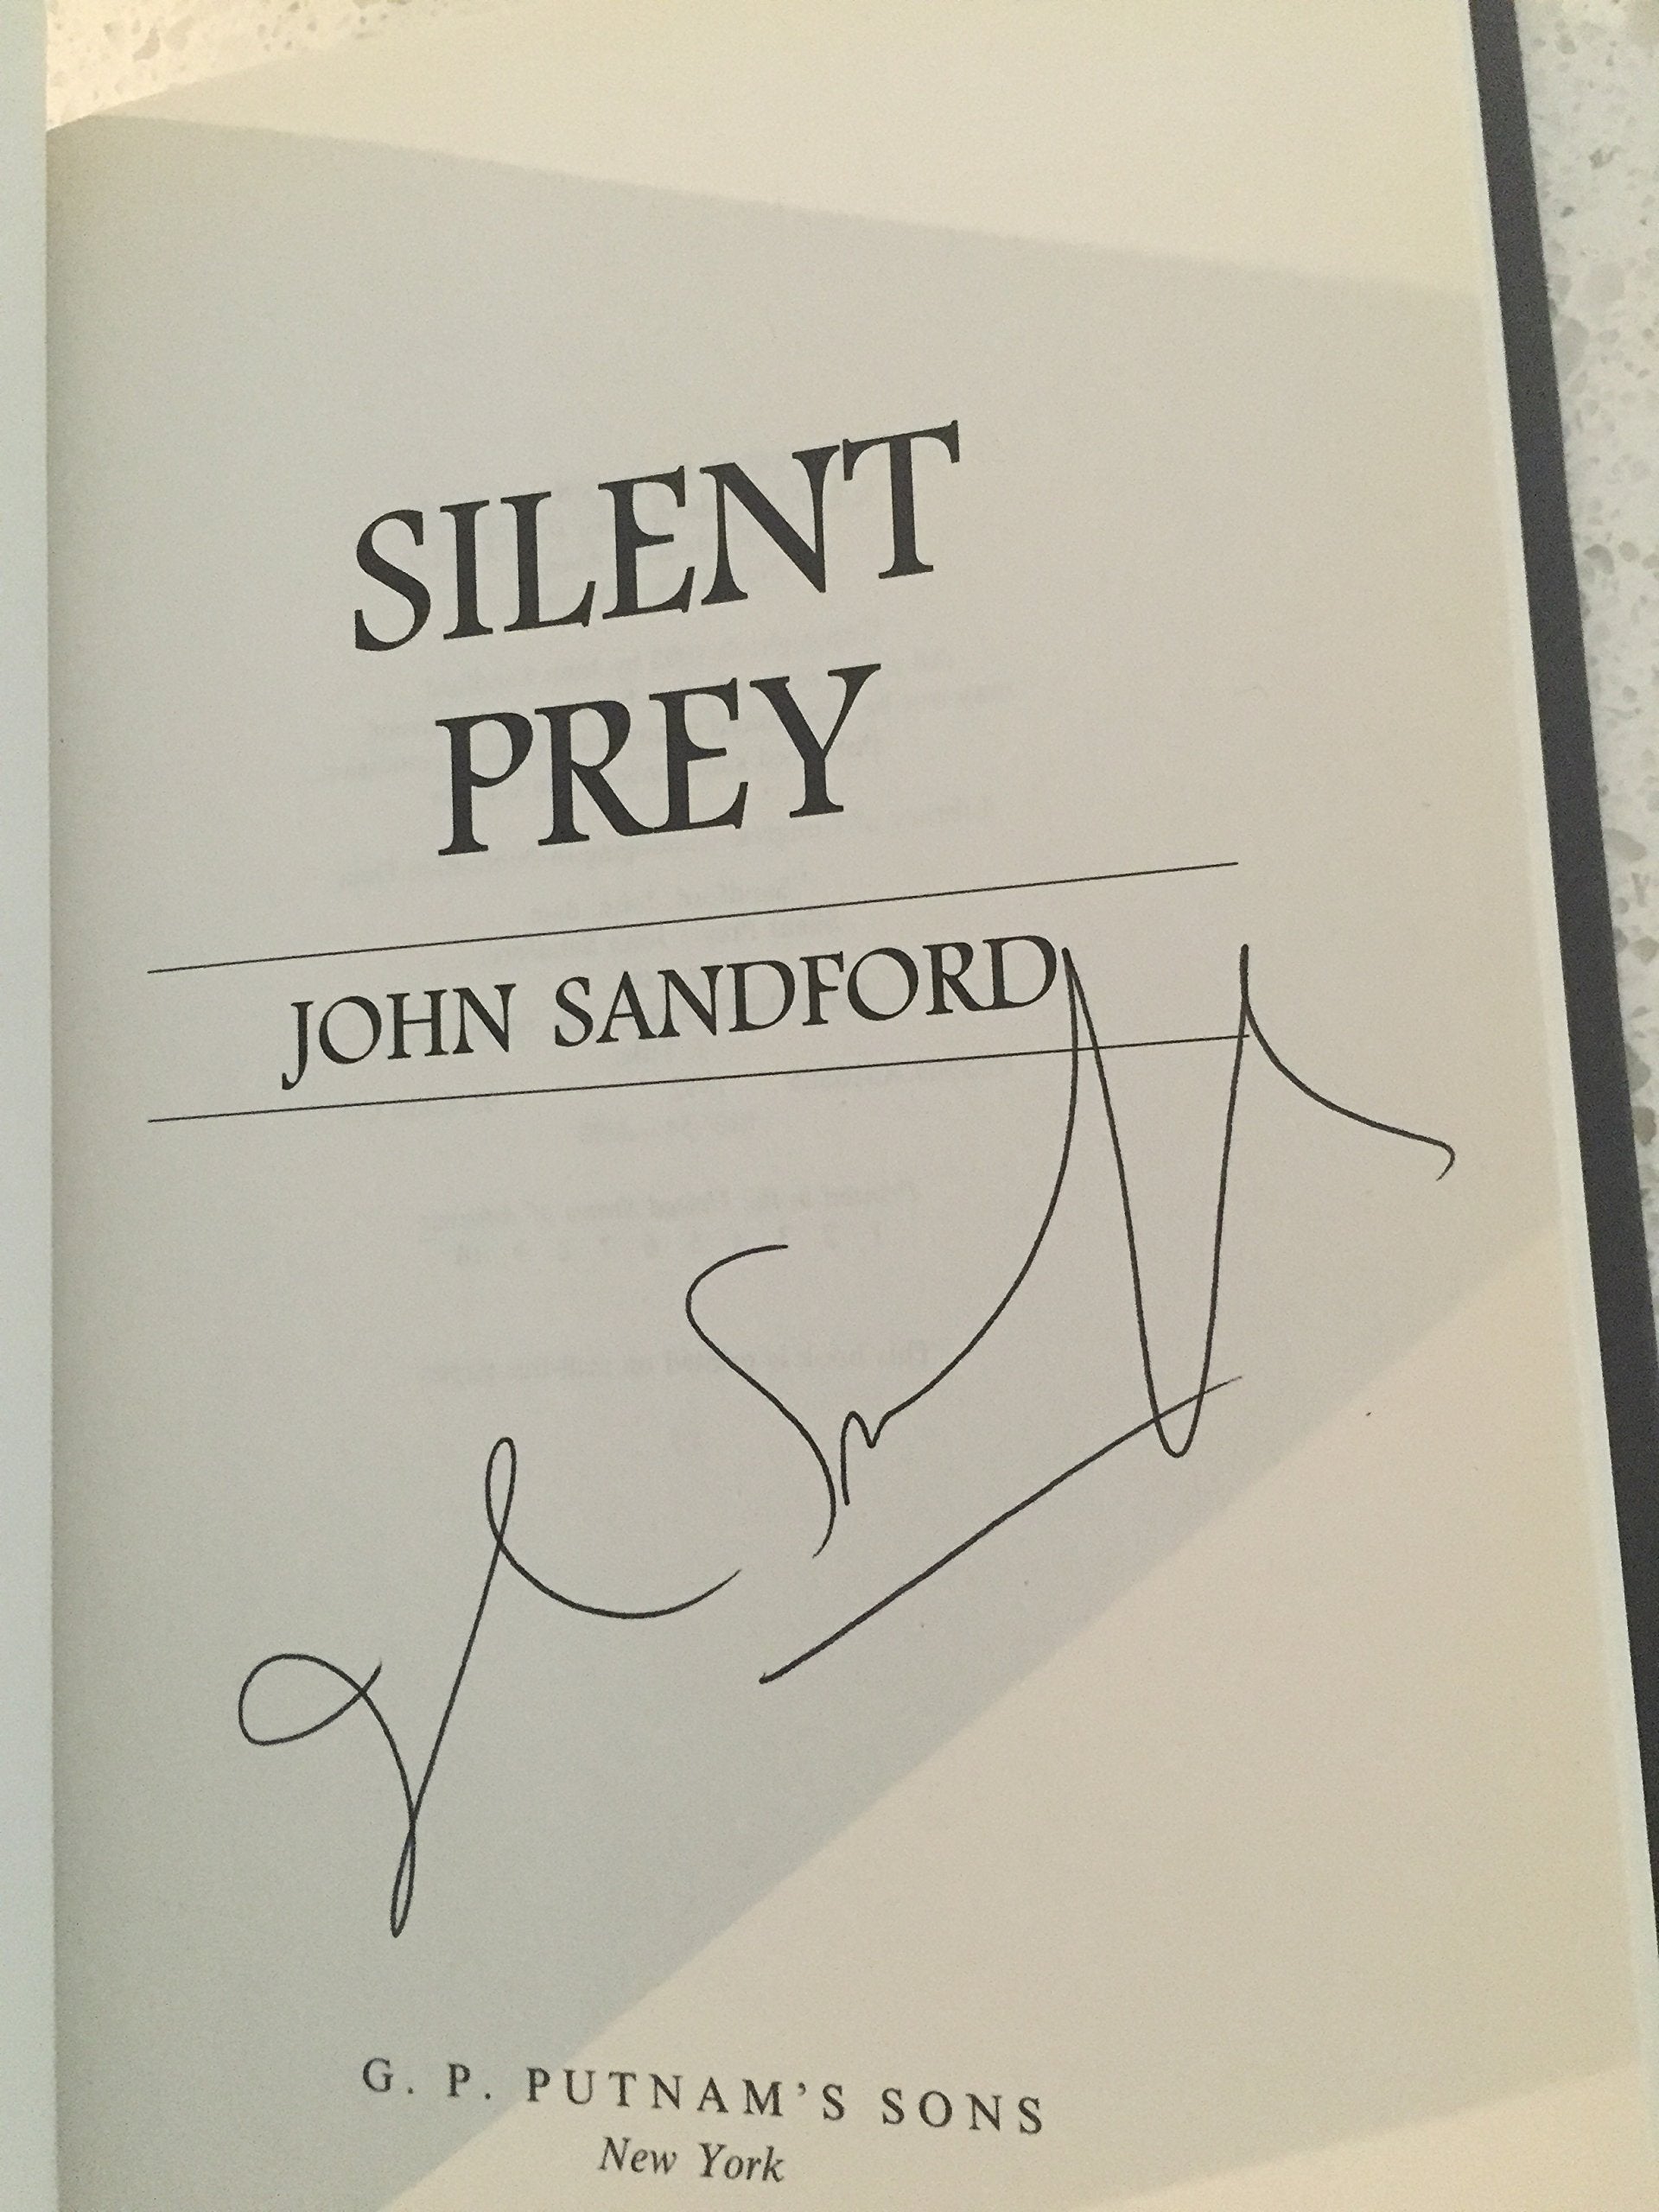 SILENT
PREY
JOHN SANDFORD
G. P. PUTNAM'S SONS
New York